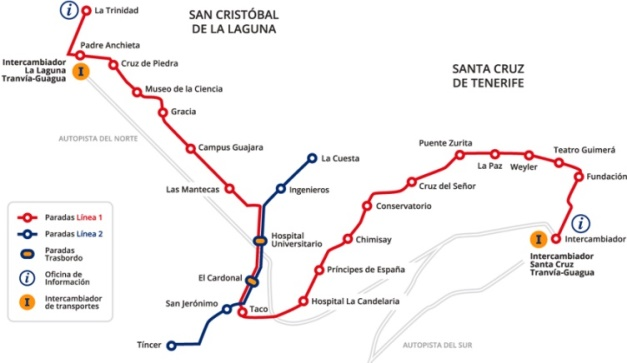 SAN CRISTÓBAL
DE LA LAGUNA
La Trinidad
Padre Anchieta
Intercambiador
La Laguna
Tranvía-Guagua
Cruz de Piedra
Museo de la Ciencia
Gracia
AUTOPISTA DEL NORTE
Campus Guajara
Las Mantecas
La Cuesta
Ingenieros
Hospital
Universitario
El Cardonal
San Jerónimo
Taco
Tíncer
SANTA CRUZ
DE TENERIFE
Puente Zurita
La Paz
Weyler
Teatro Guimerá
Fundación
Cruz del Señor
Conservatorio
Chimisay
Príncipes de España
Hospital La Candelaria
Intercambiador
Intercambiador
Santa Cruz
Tranvía-Guagua
AUTOPISTA DEL SUR
Paradas Línea 1
Paradas Línea 2
Paradas
Trasbordo
Oficina de
Información
Intercambiador
de transportes